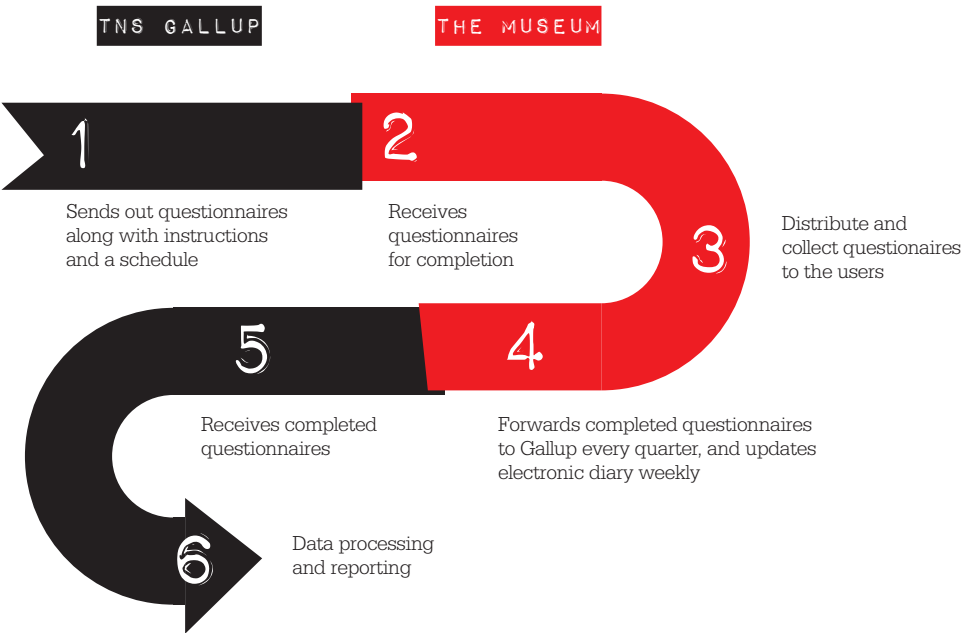 TNS GALLUP
THE MUSEUM
1
Sends out questionnaires
along with instructions
and a schedule
2
Receives
questionnaires
for completion
3
Distribute and
collect questionaires
to the users
4
Forwards completed questionnaires
to Gallup every quarter, and updates
electronic diary weekly
5
Receives completed
questionnaires
6
Data processing
and reporting